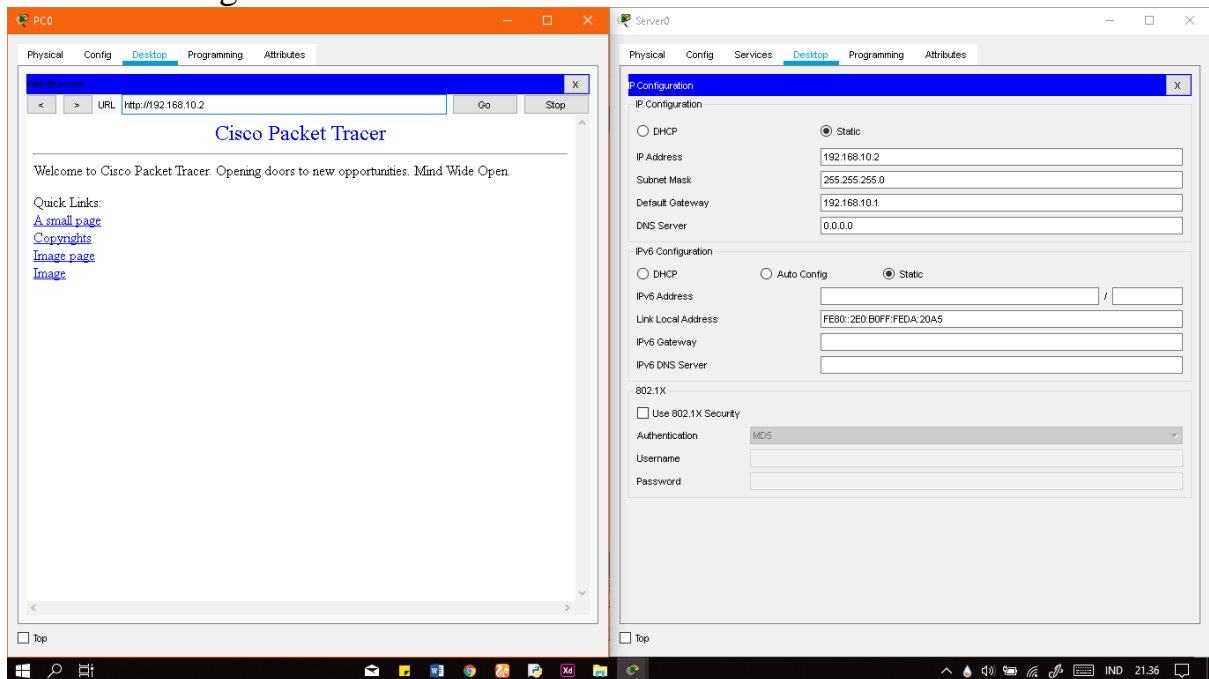 PC0
Physical Config Desktop Programming Attributes
Web Browser X
< > URL http://192.168.10.2 Go Stop
Cisco Packet Tracer
Welcome to Cisco Packet Tracer. Opening doors to new opportunities. Mind Wide Open.
Quick Links:
A small page
Copyrights
Image page
Image
Top
Server0
Physical Config Services Desktop Programming Attributes
IP Configuration X
IP Configuration
DHCP Static
IP Address 192.168.10.2
Subnet Mask 255.255.255.0
Default Gateway 192.168.10.1
DNS Server 0.0.0.0
IPv6 Configuration
DHCP Auto Config Static
IPv6 Address /
Link Local Address FE80::2E0:B0FF:FEDA:20A5
IPv6 Gateway
IPv6 DNS Server
802.1X
Use 802.1X Security
Authentication MD5
Username
Password
Top
IND 21.36